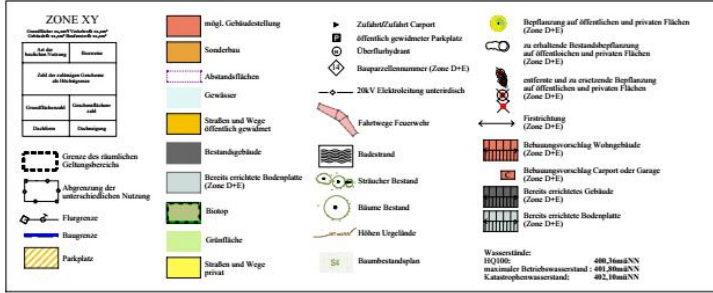 ZONE XY
Art der baulichen Nutzung
Bauweise
Zahl der zulässigen Geschosse
als Höchstgrenze
Grundflächenzahl
Geschossflächenzahl
Dachform
Dachneigung
Grenze des räumlichen
Geltungsbereichs
Abgrenzung der
unterschiedlichen Nutzung
Flurgrenze
Baugrenze
Parkplatz
mögl. Gebäudestellung
Sonderbau
Abstandsflächen
Gewässer
Straßen und Wege
öffentlich gewidmet
Bestandsgebäude
Bereits errichtete Bodenplatte
(Zone D+E)
Biotop
Grünfläche
Straßen und Wege
privat
Zufahrt/Zufahrt Carport
P öffentlich gewidmeter Parkplatz
Überflurhydrant
14 Bauparzellennummer (Zone D+E)
20kV Elektroleitung unterirdisch
Fahrtwege Feuerwehr
Badestrand
Sträucher Bestand
Bäume Bestand
Höhen Urgelände
Baumbestandsplan
Bepflanzung auf öffentlichen und privaten Flächen
(Zone D+E)
zu erhaltende Bestandsbepflanzung
auf öffentloichen und privaten Flächen
(Zone D+E)
entfernte und zu ersetzende Bepflanzung
auf öffentlichen und privaten Flächen
(Zone D+E)
Firstrichtung
(Zone D+E)
Bebauungsvorschlag Wohngebäude
(Zone D+E)
C Bebauungsvorschlag Carport oder Garage
(Zone D+E)
Bereits errichtetes Gebäude
(Zone D+E)
Bereits errichtete Bodenplatte
(Zone D+E)
Wasserstände:
HQ100: 400,36müNN
maximaler Betriebswasserstand : 401,80müNN
Katastrophenwasserstand: 402,10müNN